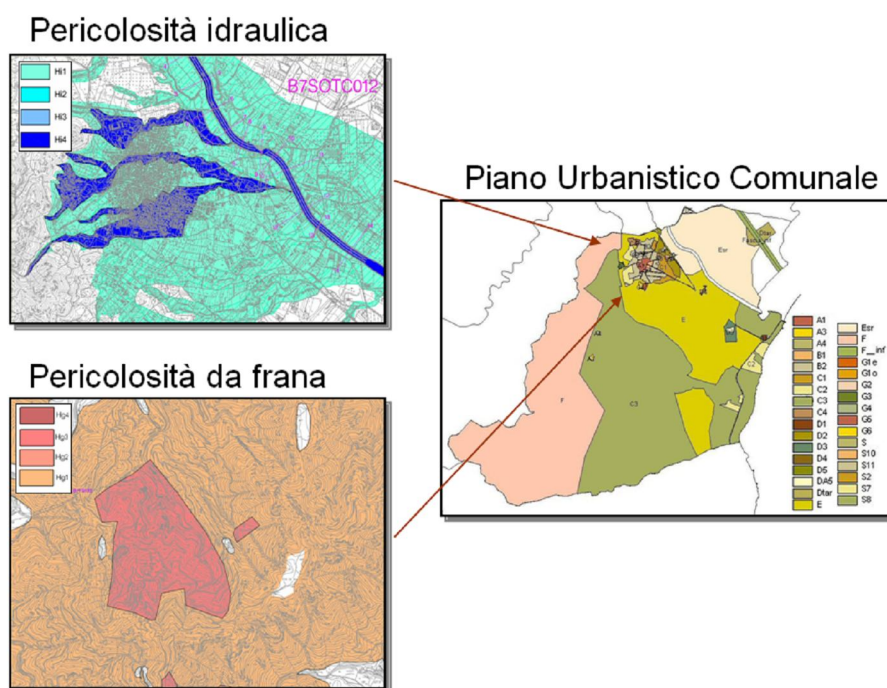 Pericolosità idraulica
Hi1
Hi2
Hi3
Hi4
B7SOTC012
Pericolosità da frana
Hg4
Hg3
Hg2
Hg1
Piano Urbanistico Comunale
Esr
E
F
C3
C2
A1
A3
A4
B1
B2
C1
C2
C3
C4
D1
D2
D3
D4
D5
DA5
Dtar
E
Esr
F
F_inf
G1e
G1o
G2
G3
G4
G5
G6
S
S10
S11
S2
S7
S8